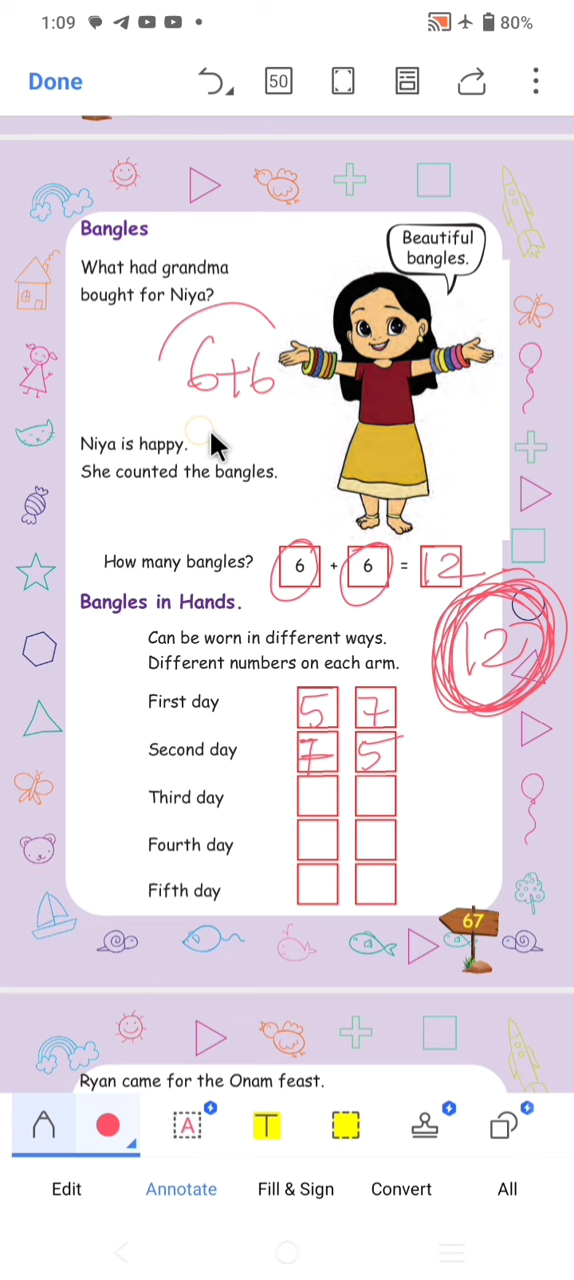 1:09
80%
Done
50
Bangles
What had grandma
bought for Niya?
Beautiful
bangles.
6+6
Niya is happy.
She counted the bangles.
How many bangles? 6 + 6 = 12
Bangles in Hands.
Can be worn in different ways.
Different numbers on each arm.
12
First day 5 7
Second day 7 5
Third day
Fourth day
Fifth day
67
Ryan came for the Onam feast.
A
T
Edit
Annotate
Fill & Sign
Convert
All